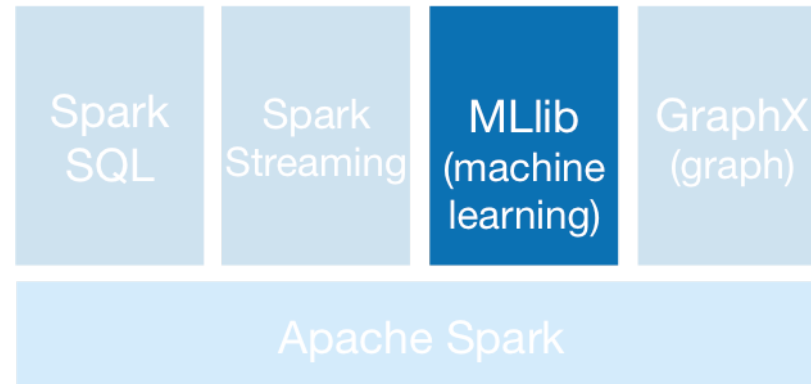 Spark
SQL
Spark
Streaming
MLlib
(machine
learning)
GraphX
(graph)
Apache Spark